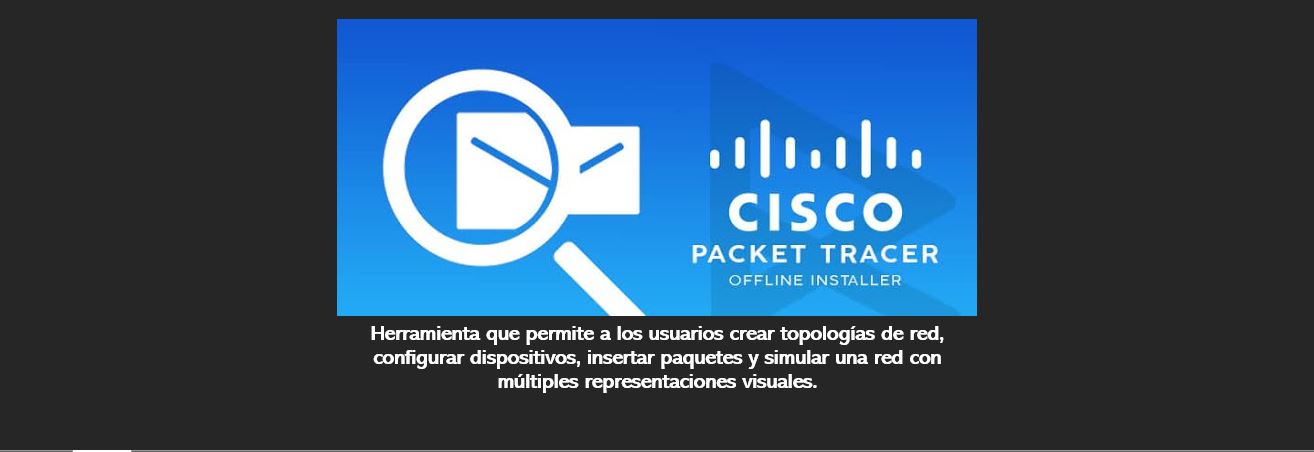 CISCO
PACKET TRACER
OFFLINE INSTALLER
Herramienta que permite a los usuarios crear topologías de red,
configurar dispositivos, insertar paquetes y simular una red con
múltiples representaciones visuales.